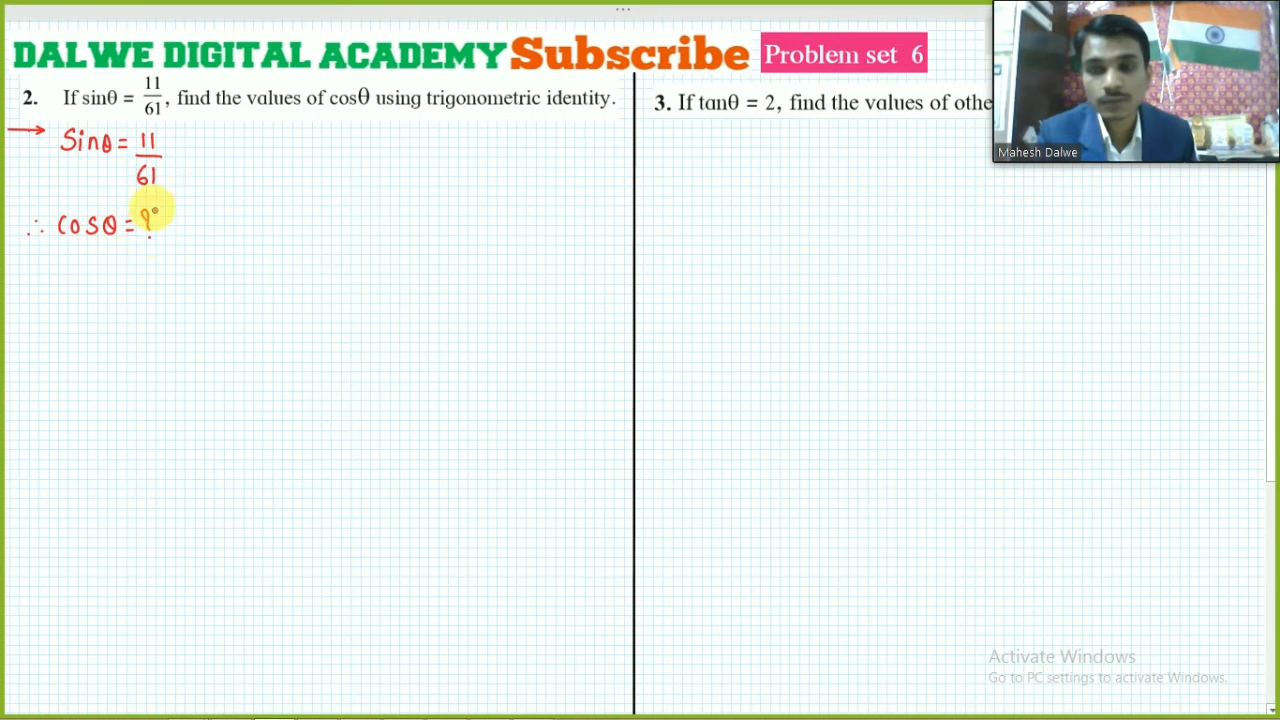 DALWE DIGITAL ACADEMY Subscribe Problem set 6
2. If sinθ = 11/61, find the values of cosθ using trigonometric identity.
→ Sinθ = 11/61
∴ Cosθ = ?
3. If tanθ = 2, find the values of othe
Mahesh Dalwe
Activate Windows
Go to PC settings to activate Windows.